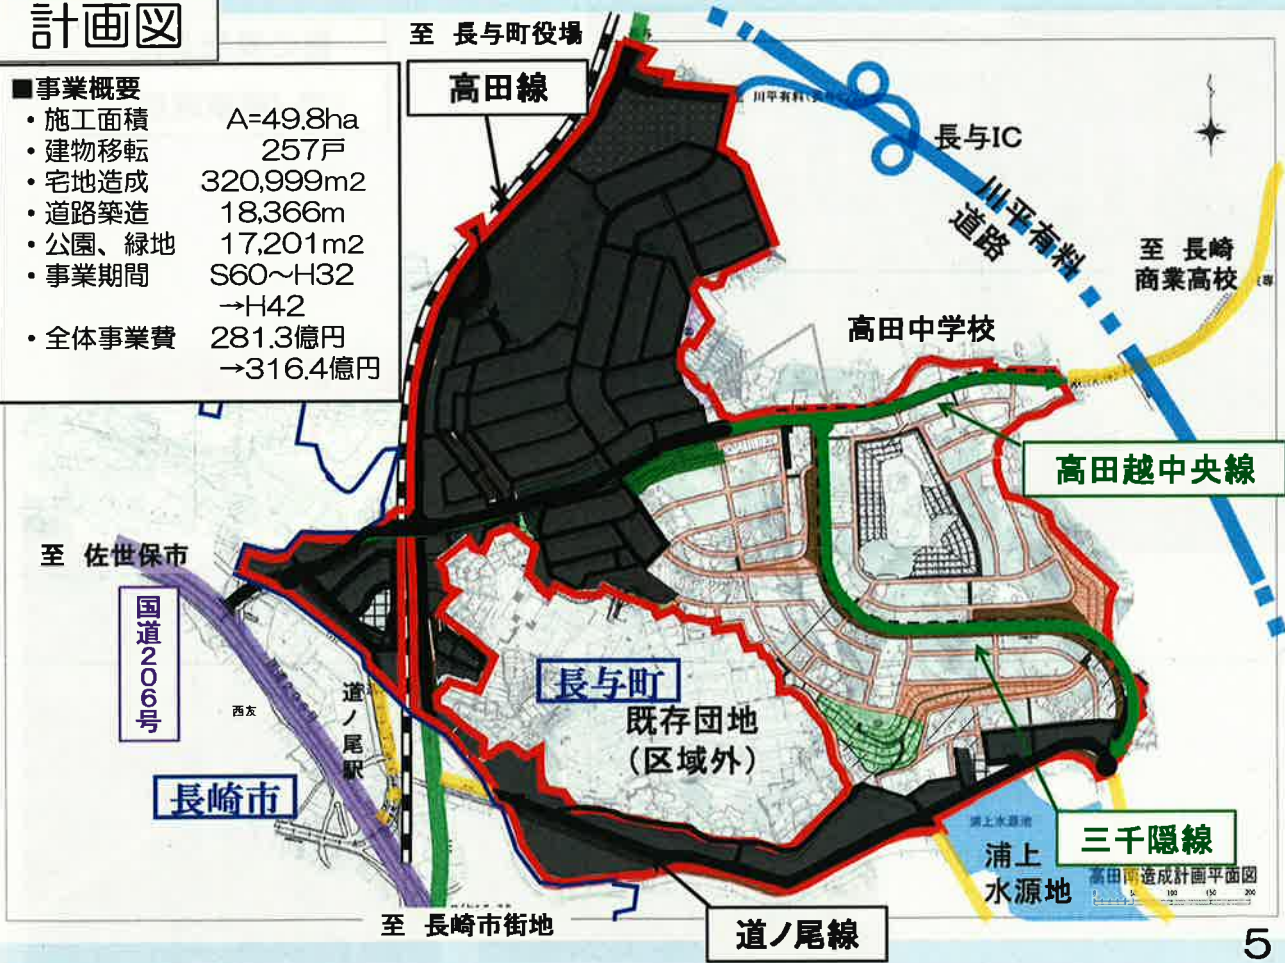 計画図
■事業概要
・施工面積 A=49.8ha
・建物移転 257戸
・宅地造成 320,999m2
・道路築造 18,366m
・公園、緑地 17,201m2
・事業期間 S60～H32
→H42
・全体事業費 281.3億円
→316.4億円
至 長与町役場
高田線
長与IC
川平有料
道路
至 長崎
商業高校
高田中学校
高田越中央線
至 佐世保市
国道206号
西友
道ノ尾駅
長崎市
長与町
既存団地
(区域外)
浦上水源池
浦上
水源地
三千隠線
高田南造成計画平面図
0 50 100 150 200
至 長崎市街地
道ノ尾線
5